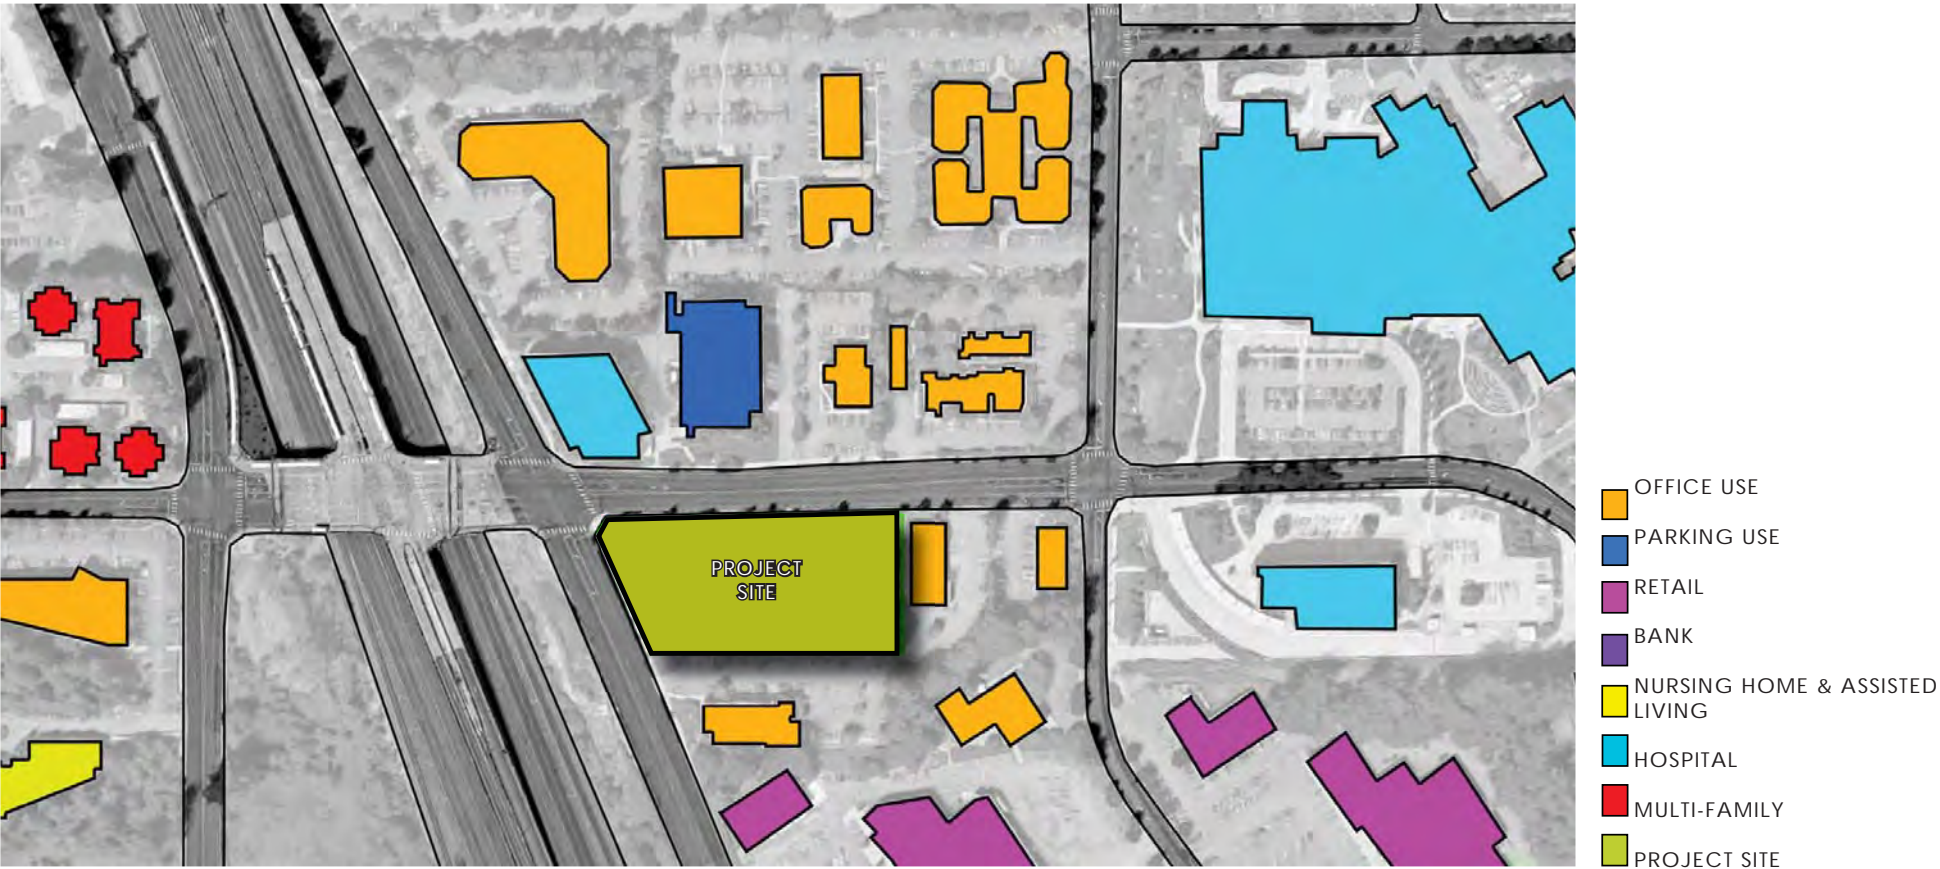 PROJECT
SITE
OFFICE USE
PARKING USE
RETAIL
BANK
NURSING HOME & ASSISTED
LIVING
HOSPITAL
MULTI-FAMILY
PROJECT SITE